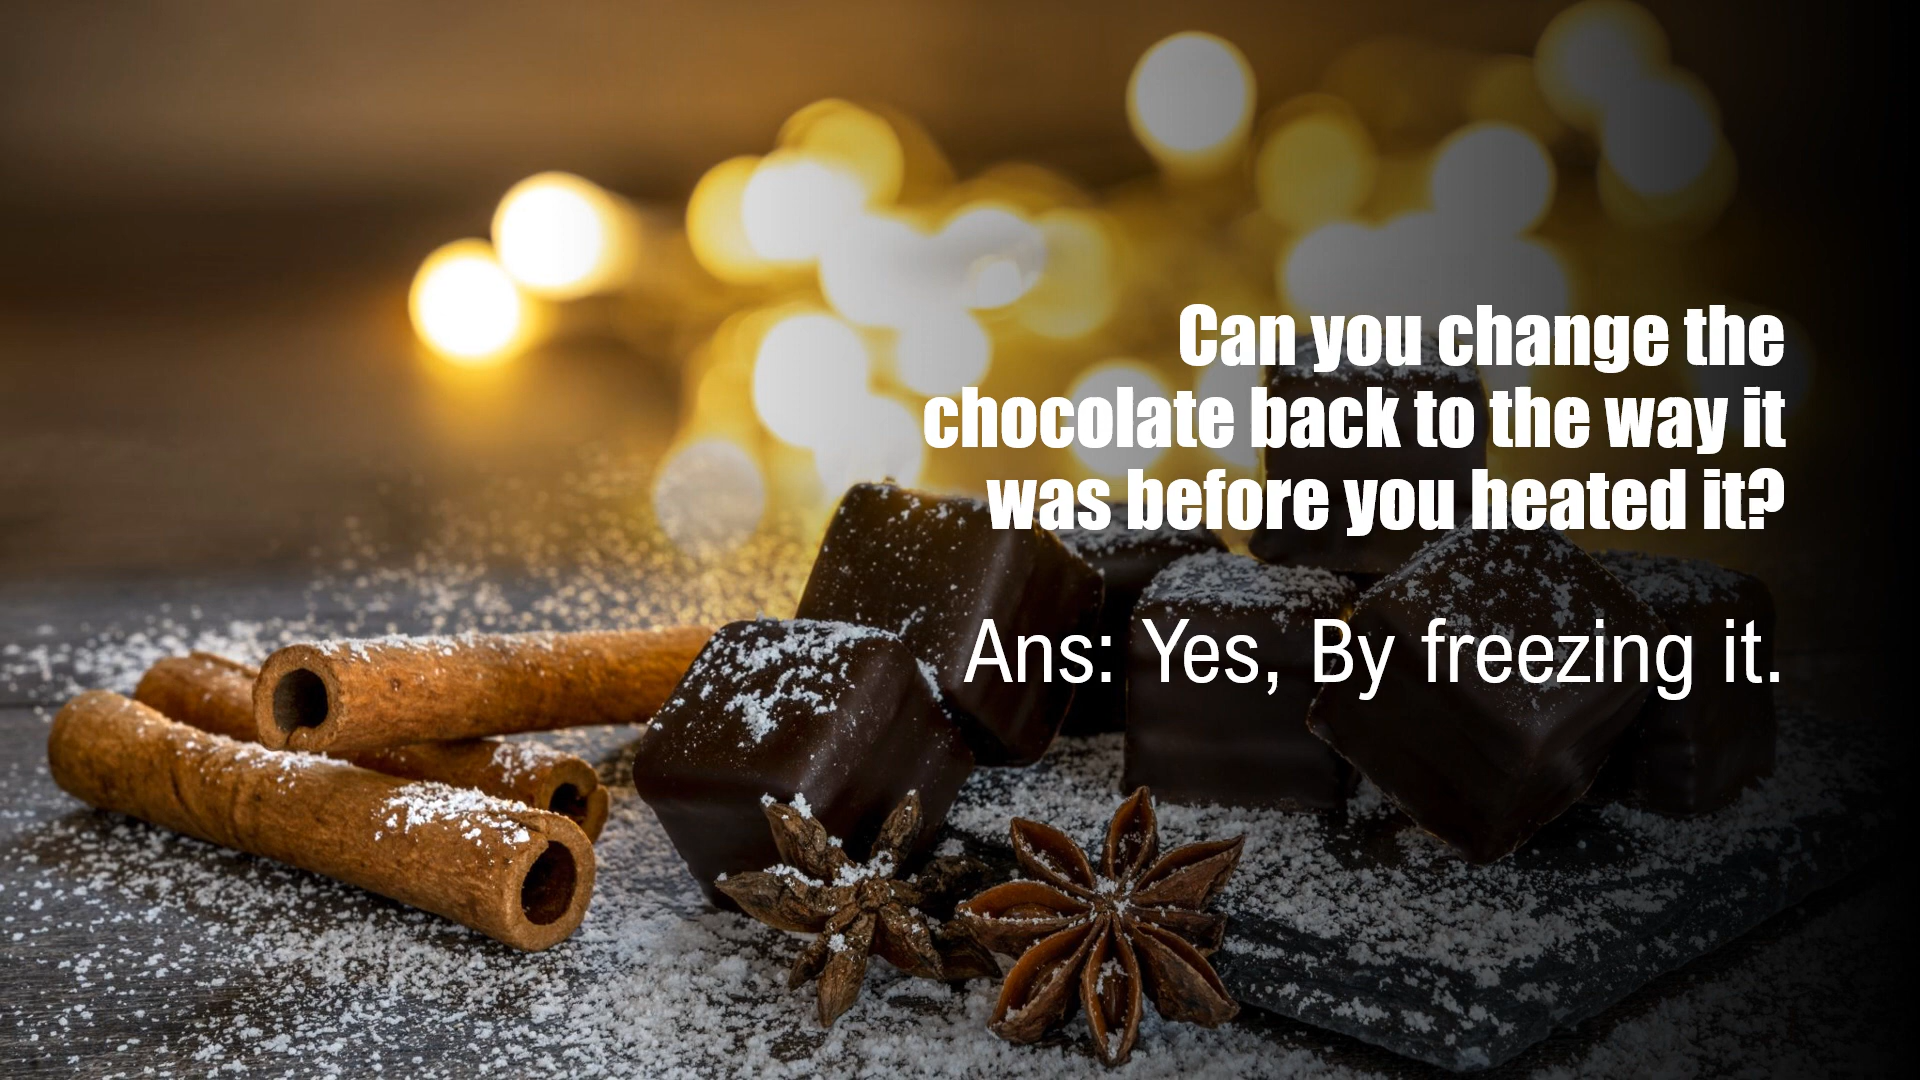 Can you change the
chocolate back to the way it
was before you heated it?
Ans: Yes, By freezing it.